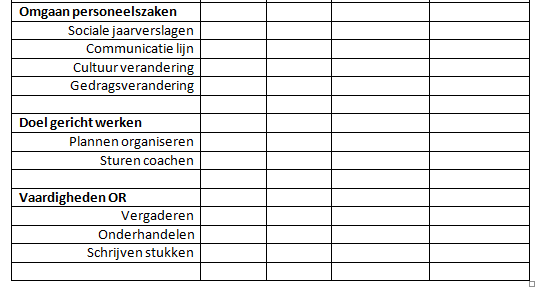 Omgaan personeelszaken
Sociale jaarverslagen
Communicatie lijn
Cultuur verandering
Gedragsverandering
Doel gericht werken
Plannen organiseren
Sturen coachen
Vaardigheden OR
Vergaderen
Onderhandelen
Schrijven stukken